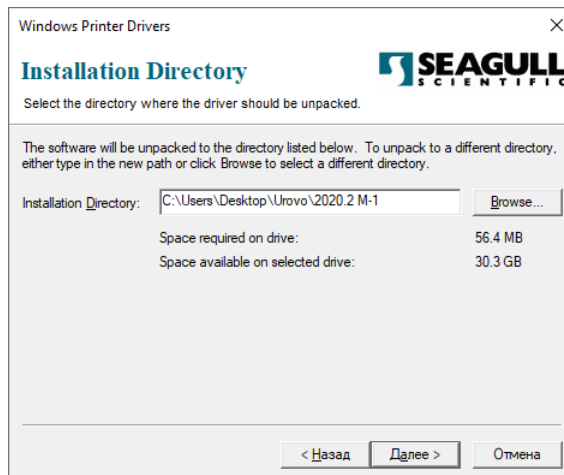 Windows Printer Drivers
Installation Directory
SEAGULL
SCIENTIFIC
Select the directory where the driver should be unpacked.
The software will be unpacked to the directory listed below. To unpack to a different directory,
either type in the new path or click Browse to select a different directory.
Installation Directory: C:\Users\Desktop\Urovo\2020.2 M-1 Browse...
Space required on drive: 56.4 MB
Space available on selected drive: 30.3 GB
< Назад Далее > Отмена